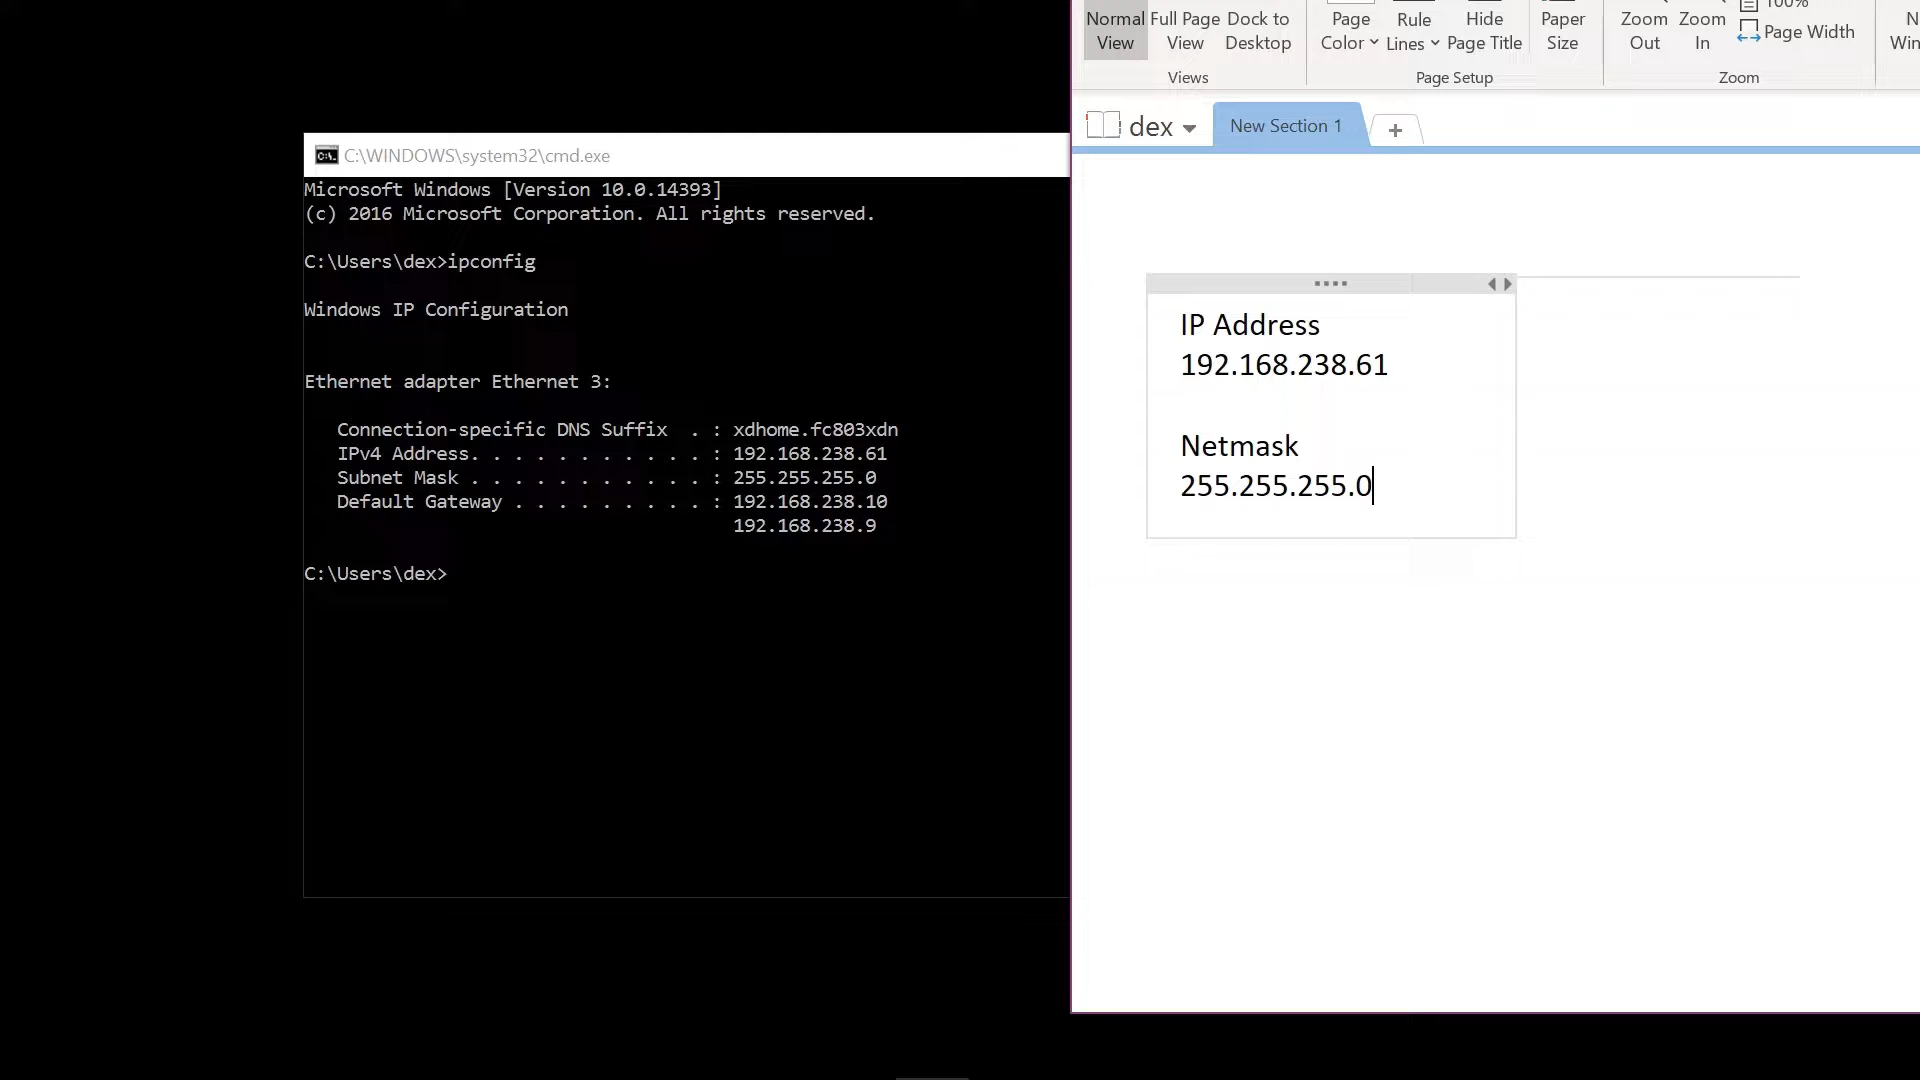 C:\WINDOWS\system32\cmd.exe
Microsoft Windows [Version 10.0.14393]
(c) 2016 Microsoft Corporation. All rights reserved.
C:\Users\dex>ipconfig
Windows IP Configuration
Ethernet adapter Ethernet 3:
Connection-specific DNS Suffix . : xdhome.fc803xdn
IPv4 Address. . . . . . . . . . . : 192.168.238.61
Subnet Mask . . . . . . . . . . . : 255.255.255.0
Default Gateway . . . . . . . . . : 192.168.238.10
192.168.238.9
C:\Users\dex>
Normal View
Full Page View
Dock to Desktop
Views
Page Color
Rule Lines
Hide Page Title
Paper Size
Page Setup
Zoom Out
Zoom In
100%
Page Width
Zoom
dex
New Section 1
+
IP Address
192.168.238.61
Netmask
255.255.255.0